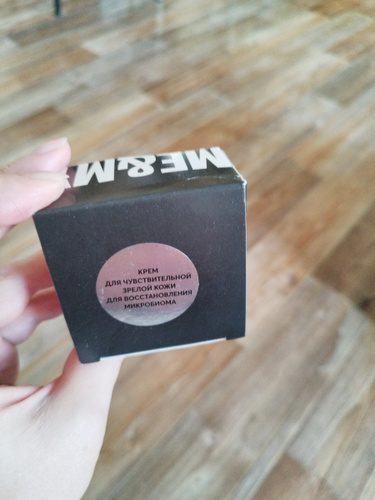 ME&M
КРЕМ
ДЛЯ ЧУВСТВИТЕЛЬНОЙ
ЗРЕЛОЙ КОЖИ
ДЛЯ ВОССТАНОВЛЕНИЯ
МИКРОБИОМА